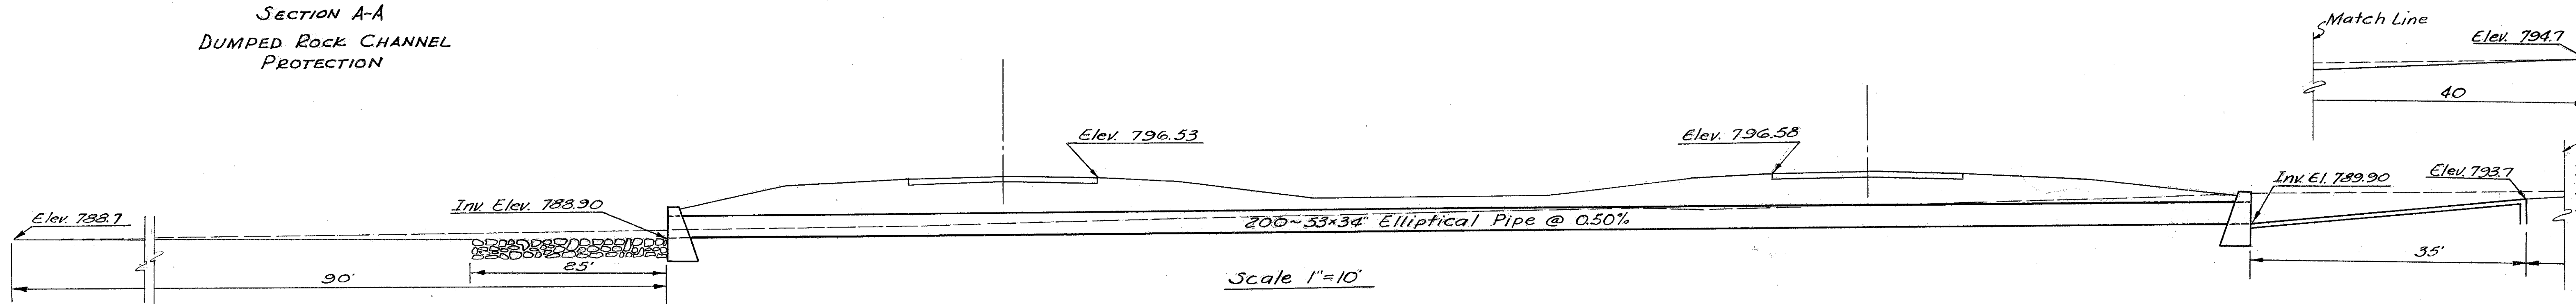 SECTION A-A
DUMPED ROCK CHANNEL
PROTECTION
Match Line
Elev. 794.7
40
Elev. 796.53
Elev. 796.58
Elev. 788.7
Inv. Elev. 788.90
Inv. El. 789.90
Elev. 793.7
200~53x34" Elliptical Pipe @ 0.50%
25'
35'
90'
Scale 1"=10'